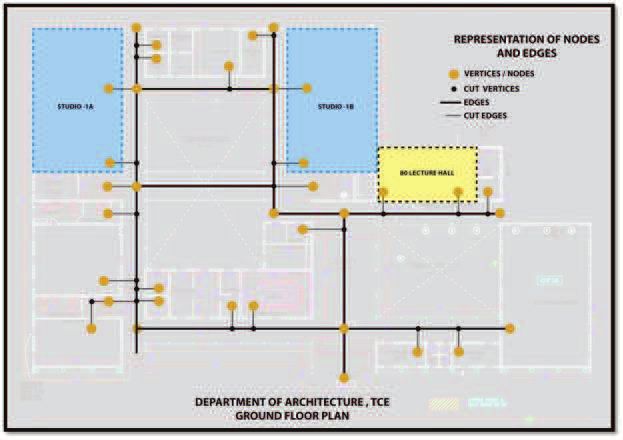 REPRESENTATION OF NODES
AND EDGES
VERTICES / NODES
CUT VERTICES
EDGES
CUT EDGES
STUDIO -1A
STUDIO -1B
80 LECTURE HALL
DEPARTMENT OF ARCHITECTURE , TCE
GROUND FLOOR PLAN